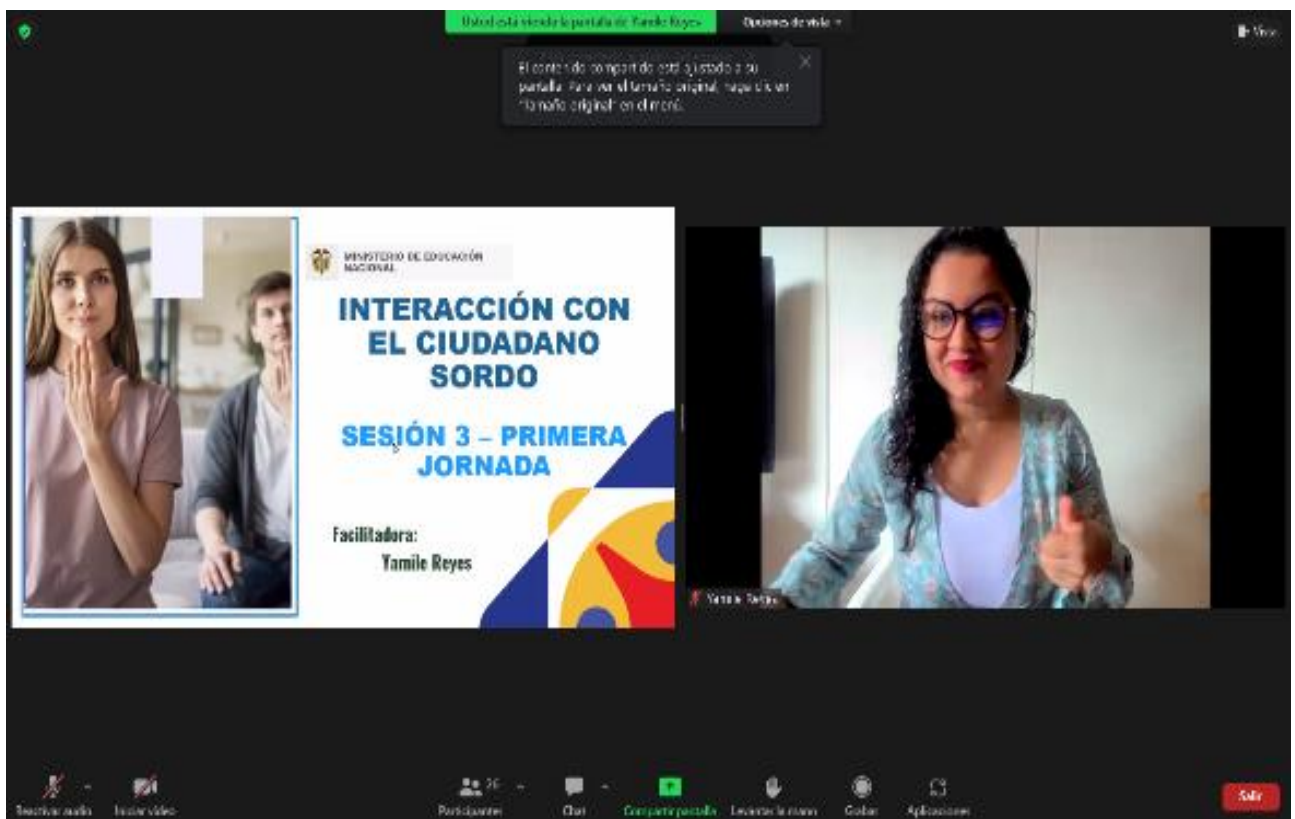 Usted está viendo la pantalla de Yamile Reyes
Opciones de vista
El contenido compartido está ajustado a su
pantalla. Para ver el tamaño original, haga clic en
"Tamaño original" en el menú.
MINISTERIO DE EDUCACIÓN
NACIONAL
INTERACCIÓN CON
EL CIUDADANO
SORDO
SESIÓN 3 – PRIMERA
JORNADA
Facilitadora:
Yamile Reyes
Yamile Reyes
Reactivar audio
Iniciar video
26
Participantes
Chat
Compartir pantalla
Levantar la mano
Grabar
Aplicaciones
Salir